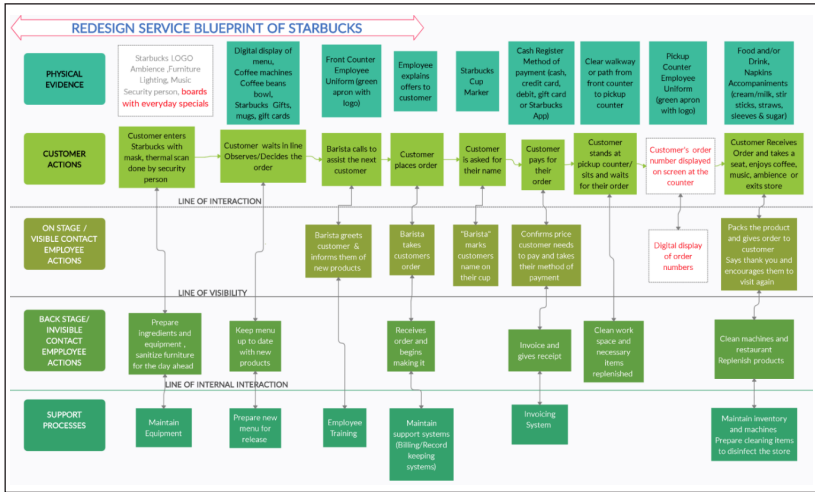 REDESIGN SERVICE BLUEPRINT OF STARBUCKS
PHYSICAL
EVIDENCE
Starbucks LOGO
Ambience ,Furniture
Lighting, Music
Security person, boards
with everyday specials
Digital display of
menu,
Coffee machines
Coffee beans
bowl,
Starbucks Gifts,
mugs, gift cards
Front Counter
Employee
Uniform (green
apron with
logo)
Employee
explains
offers to
customer
Starbucks
Cup
Marker
Cash Register
Method of
payment (cash,
credit card,
debit, gift card
or Starbucks
App)
Clear walkway
or path from
front counter to
pickup counter
Pickup
Counter
Employee
Uniform
(green apron
with logo)
Food and/or
Drink,
Napkins
Accompaniments
(cream/milk, stir
sticks, straws,
sleeves & sugar)
CUSTOMER
ACTIONS
Customer enters
Starbucks with
mask, thermal scan
done by security
person
Customer waits in line
Observes/Decides the
order
Barista calls to
assist the next
customer
Customer
places order
Customer
is asked for
their name
Customer
pays for
their order
Customer
stands at
pickup counter/
sits and waits
for their order
Customer's order
number displayed
on screen at the
counter
Customer Receives
Order and takes a
seat, enjoys coffee,
music, ambience or
exits store
LINE OF INTERACTION
ON STAGE /
VISIBLE CONTACT
EMPLOYEE
ACTIONS
Barista greets
customer &
informs them of
new products
Barista
takes
customers
order
"Barista"
marks
customers
name on
their cup
Confirms price
customer needs
to pay and takes
their method of
payment
Digital display
of order
numbers
Packs the product
and gives order to
customer
Says thank you and
encourages them to
visit again
LINE OF VISIBILITY
BACK STAGE/
INVISIBLE
CONTACT
EMPLOYEE
ACTIONS
Prepare
ingredients and
equipment ,
sanitize furniture
for the day ahead
Keep menu
up to date with
new
products
Receives
order and
begins
making it
Invoice and
gives receipt
Clean work
space and
necessary
items
replenished
Clean machines
and restaurant
Replenish products
LINE OF INTERNAL INTERACTION
SUPPORT
PROCESSES
Maintain
Equipment
Prepare new
menu for
release
Employee
Training
Maintain
support systems
(Billing/Record
keeping
systems)
Invoicing
System
Maintain inventory
and machines
Prepare cleaning items
to disinfect the store